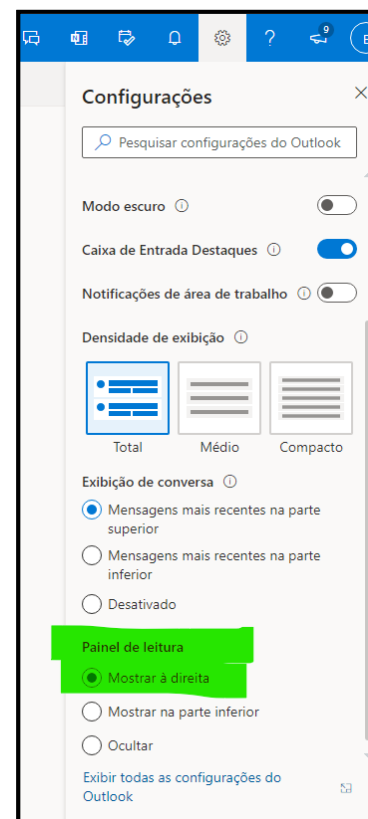 9
Configurações
Pesquisar configurações do Outlook
Modo escuro
Caixa de Entrada Destaques
Notificações de área de trabalho
Densidade de exibição
Total Médio Compacto
Exibição de conversa
Mensagens mais recentes na parte
superior
Mensagens mais recentes na parte
inferior
Desativado
Painel de leitura
Mostrar à direita
Mostrar na parte inferior
Ocultar
Exibir todas as configurações do
Outlook